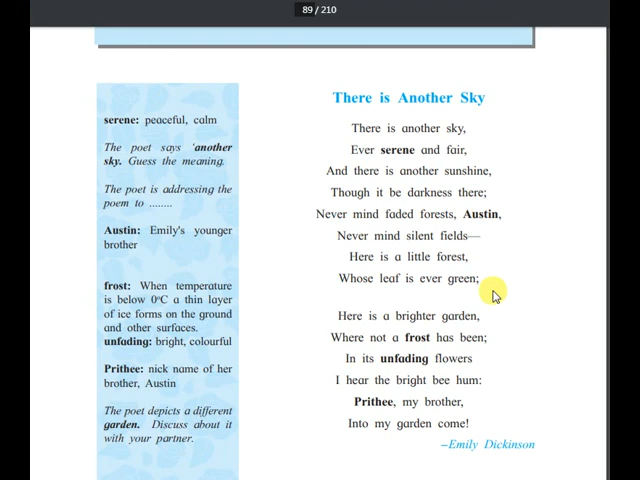 89 / 210
serene: peaceful, calm
The poet says 'another
sky. Guess the meaning.
The poet is addressing the
poem to ........
Austin: Emily's younger
brother
frost: When temperature
is below 0°C a thin layer
of ice forms on the ground
and other surfaces.
unfading: bright, colourful
Prithee: nick name of her
brother, Austin
The poet depicts a different
garden. Discuss about it
with your partner.
There is Another Sky
There is another sky,
Ever serene and fair,
And there is another sunshine,
Though it be darkness there;
Never mind faded forests, Austin,
Never mind silent fields—
Here is a little forest,
Whose leaf is ever green;
Here is a brighter garden,
Where not a frost has been;
In its unfading flowers
I hear the bright bee hum:
Prithee, my brother,
Into my garden come!
–Emily Dickinson